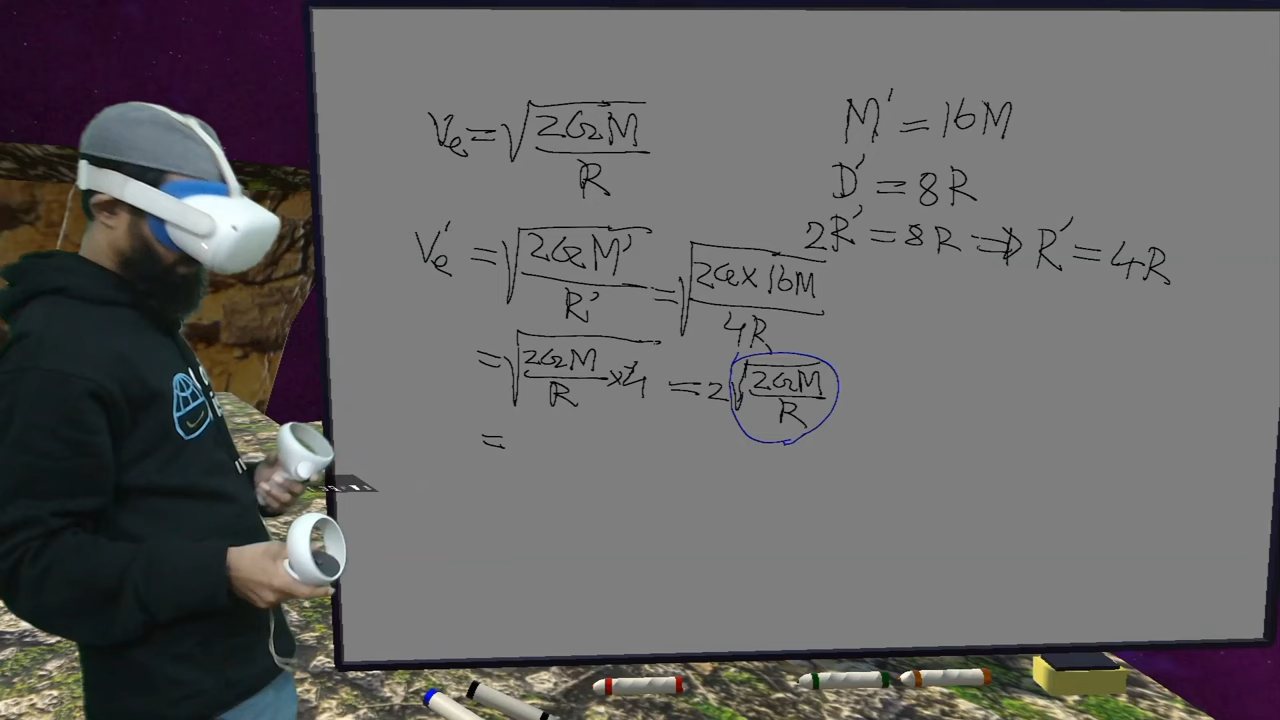 Ve = √(2GM/R)
M' = 16M
D' = 8R
2R' = 8R ⇒ R' = 4R
Ve' = √(2GM'/R') = √(2G×16M/4R)
= √(2GM/R ×4) = 2√(2GM/R)
=